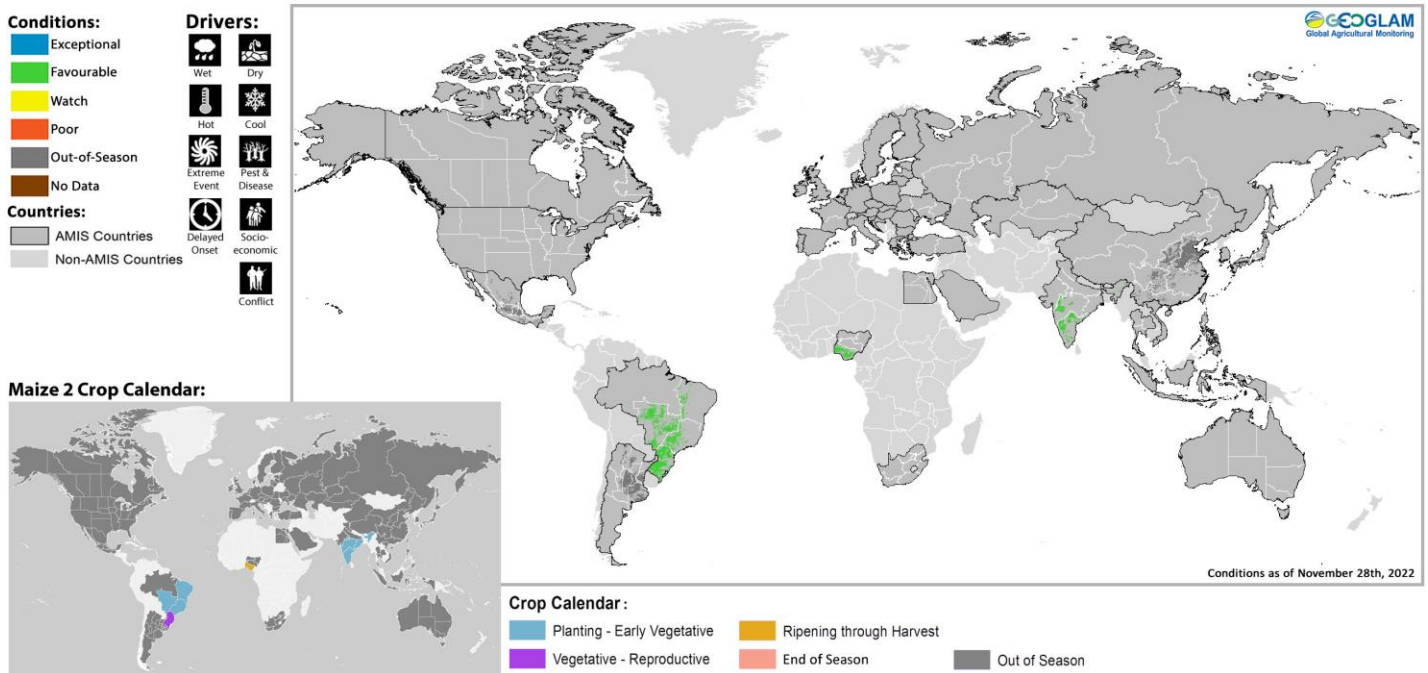 Conditions:
Exceptional
Favourable
Watch
Poor
Out-of-Season
No Data
Countries:
AMIS Countries
Non-AMIS Countries
Drivers:
Wet
Dry
Hot
Cool
Extreme
Event
Pest &
Disease
Delayed
Onset
Socio-
economic
Conflict
GEOGLAM
Global Agricultural Monitoring
Conditions as of November 28th, 2022
Maize 2 Crop Calendar:
Crop Calendar :
Planting - Early Vegetative
Vegetative - Reproductive
Ripening through Harvest
End of Season
Out of Season